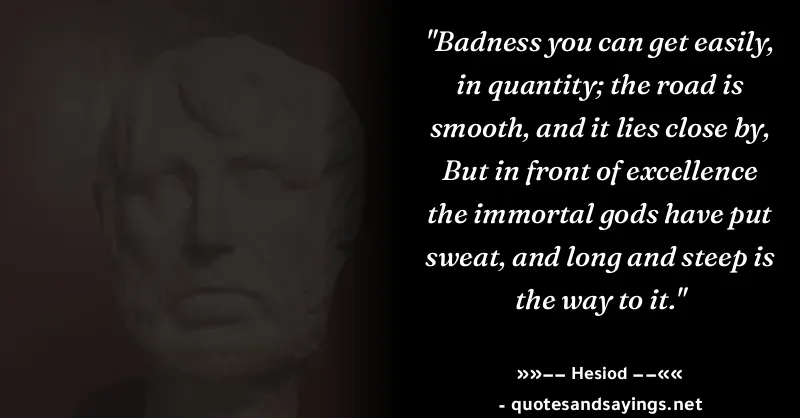 "Badness you can get easily,
in quantity; the road is
smooth, and it lies close by,
But in front of excellence
the immortal gods have put
sweat, and long and steep is
the way to it."
»»―― Hesiod ――««
- quotesandsayings.net